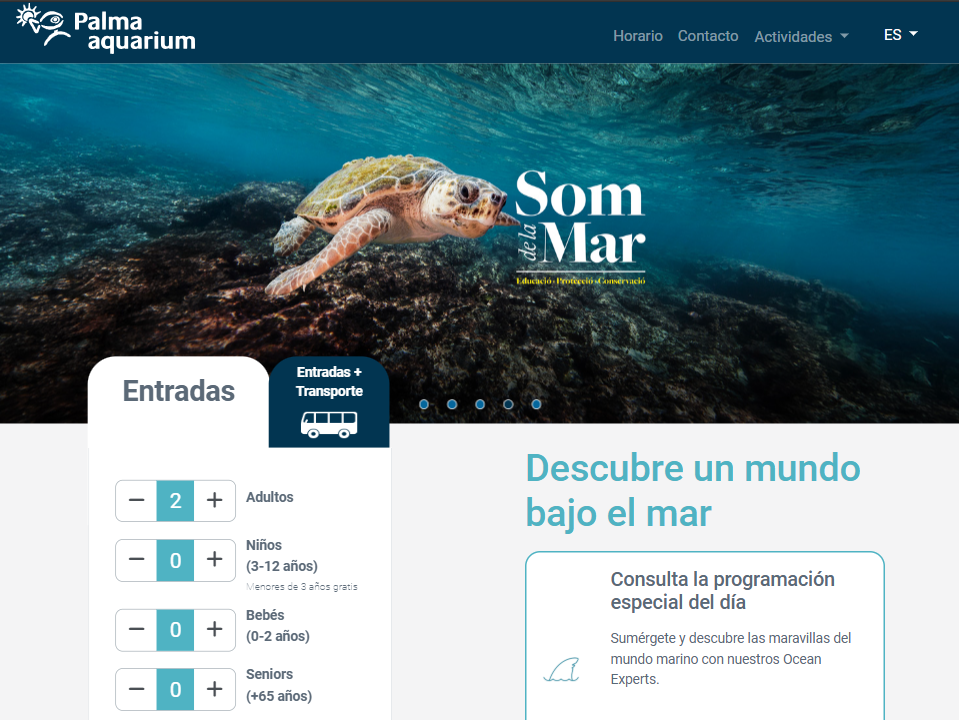 Palma
aquarium
Horario
Contacto
Actividades
ES
Som
de la
Mar
Educació · Protecció · Conservació
Entradas
Entradas +
Transporte
2
Adultos
0
Niños
(3-12 años)
Menores de 3 años gratis
0
Bebés
(0-2 años)
0
Seniors
(+65 años)
Descubre un mundo
bajo el mar
Consulta la programación
especial del día
Sumérgete y descubre las maravillas del
mundo marino con nuestros Ocean
Experts.